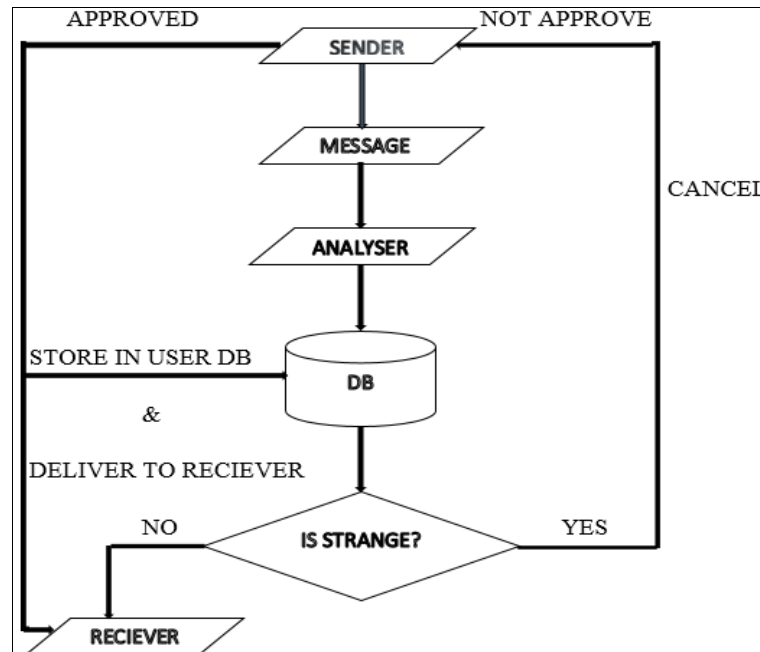 APPROVED
NOT APPROVE
SENDER
MESSAGE
CANCEL
ANALYSER
STORE IN USER DB
DB
&
DELIVER TO RECIEVER
NO
IS STRANGE?
YES
RECIEVER